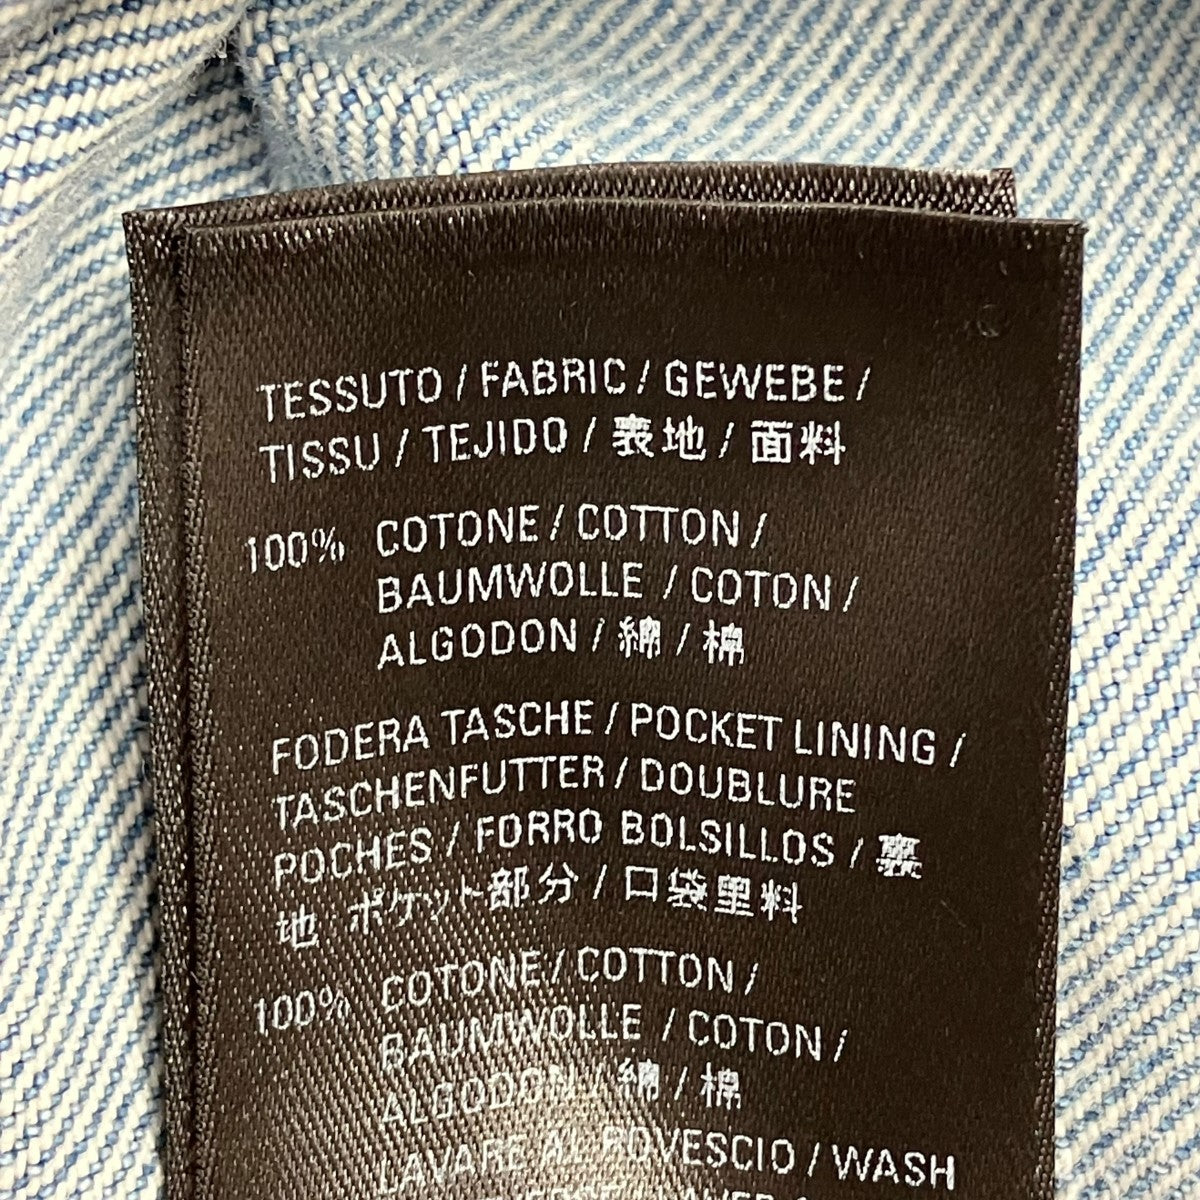 TESSUTO / FABRIC / GEWEBE /
TISSU / TEJIDO / 表地 / 面料
100% COTONE / COTTON /
BAUMWOLLE / COTON /
ALGODON / 綿 / 棉
FODERA TASCHE / POCKET LINING /
TASCHENFUTTER / DOUBLURE
POCHES / FORRO BOLSILLOS / 裏
地 ポケット部分 / 口袋里料
100% COTONE / COTTON /
BAUMWOLLE / COTON /
ALGODON / 綿 / 棉
LAVARE AL ROVESCIO / WASH